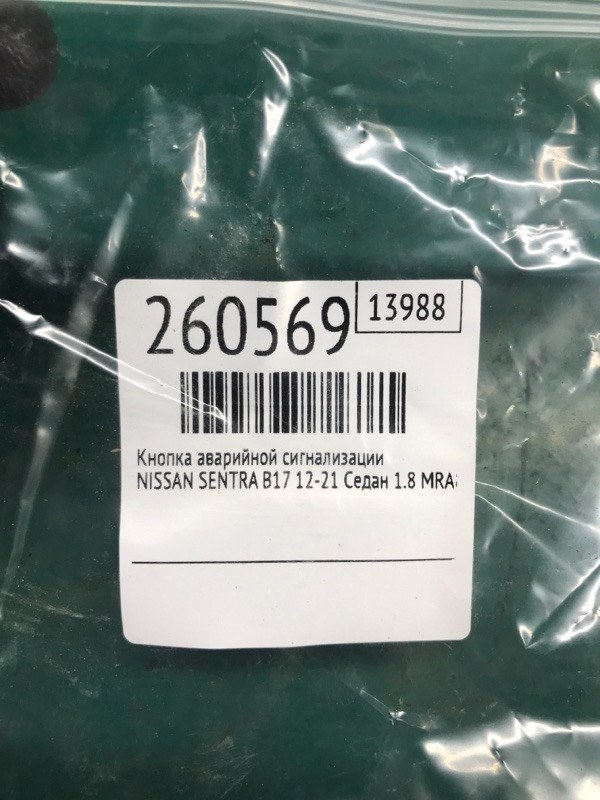 260569
13988
Кнопка аварийной сигнализации
NISSAN SENTRA B17 12-21 Седан 1.8